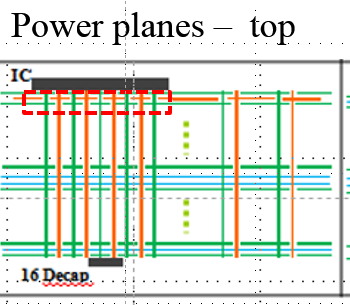 Power planes – top
IC
16 Decap